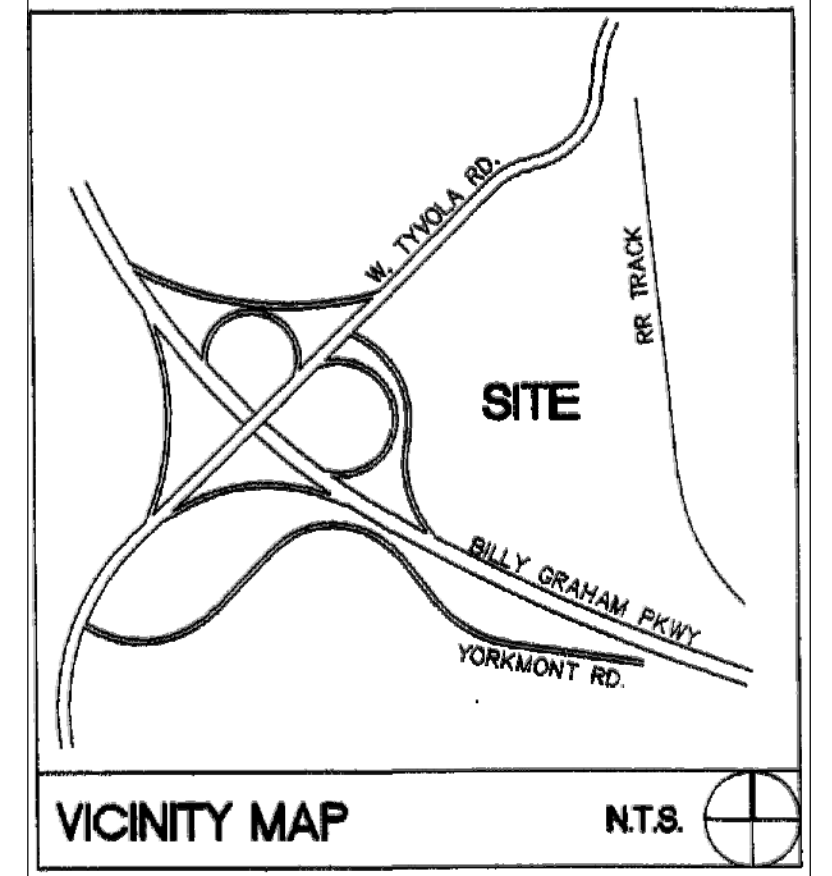 W. TYVOLA RD.
RR TRACK
SITE
BILLY GRAHAM PKWY
YORKMONT RD.
VICINITY MAP
N.T.S.